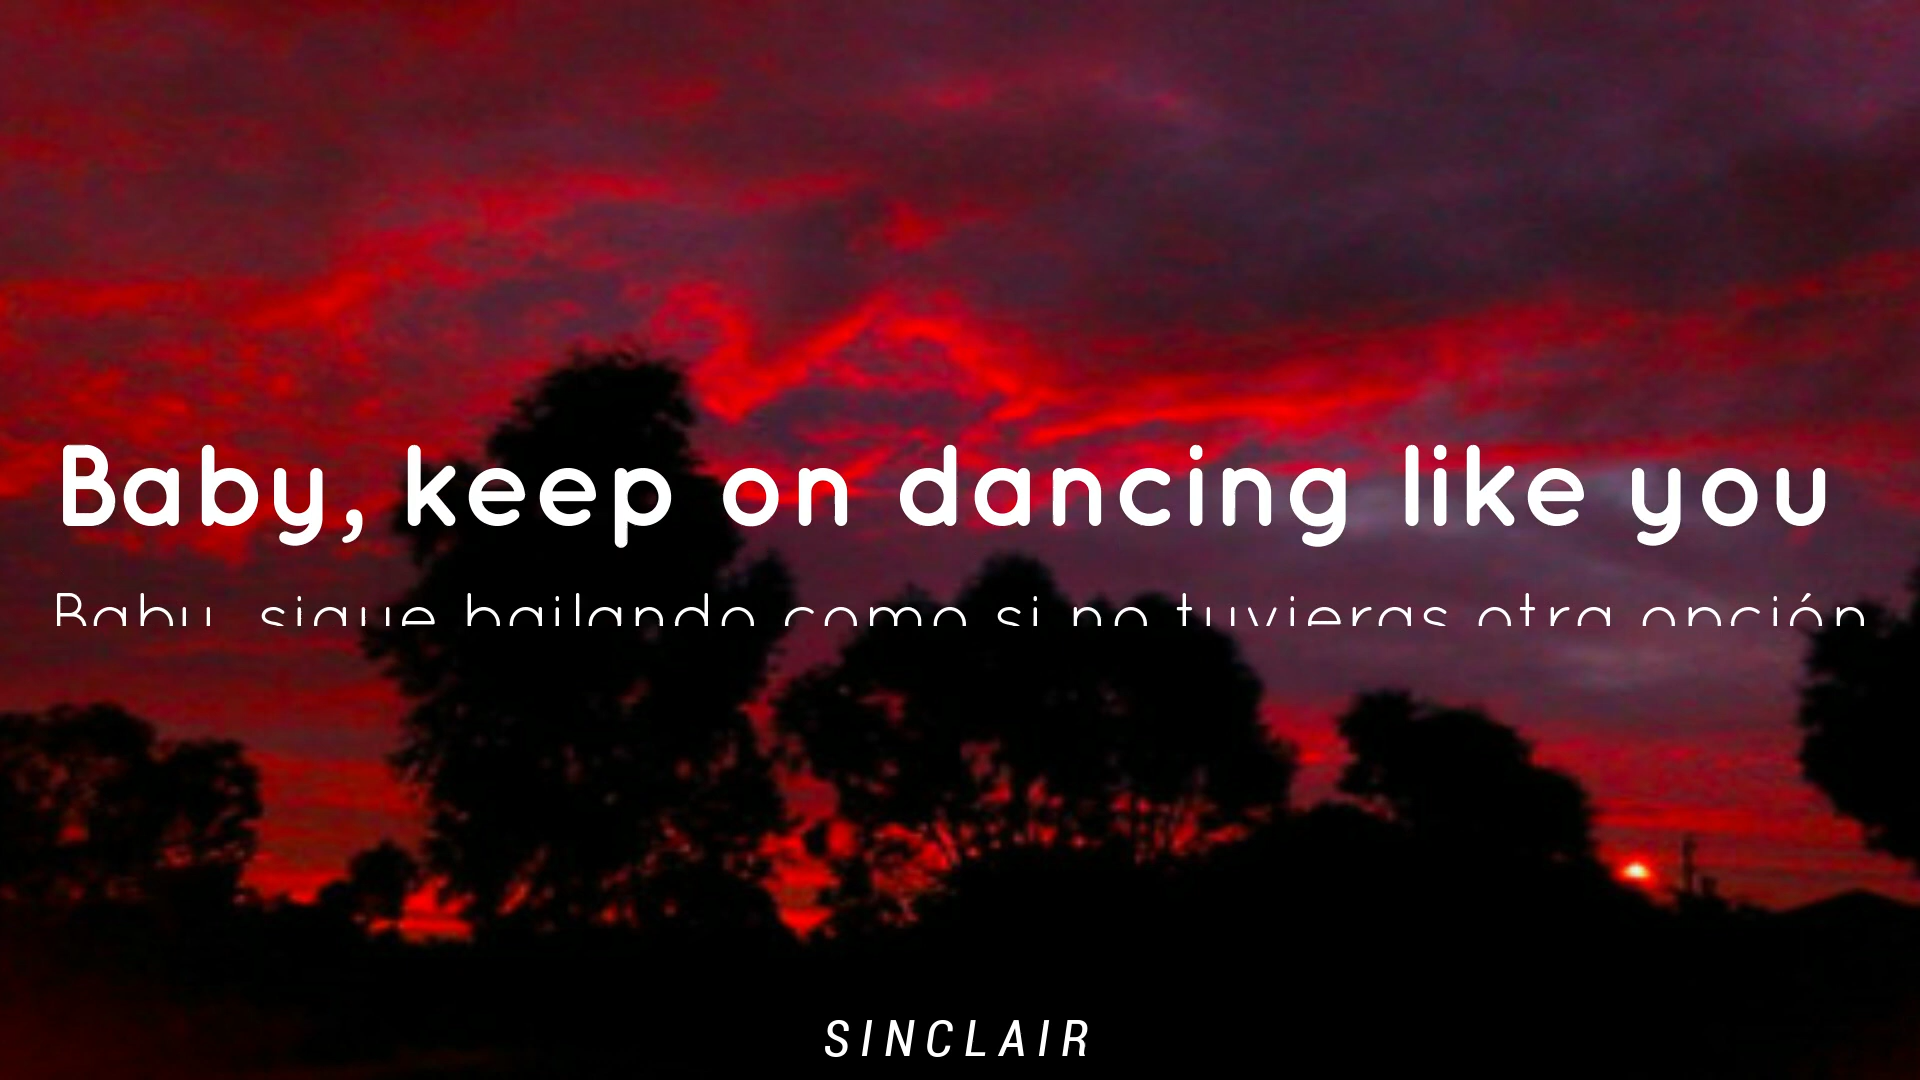 Baby, keep on dancing like you
Baby, sigue bailando como si no tuvieras otra opción
SINCLAIR